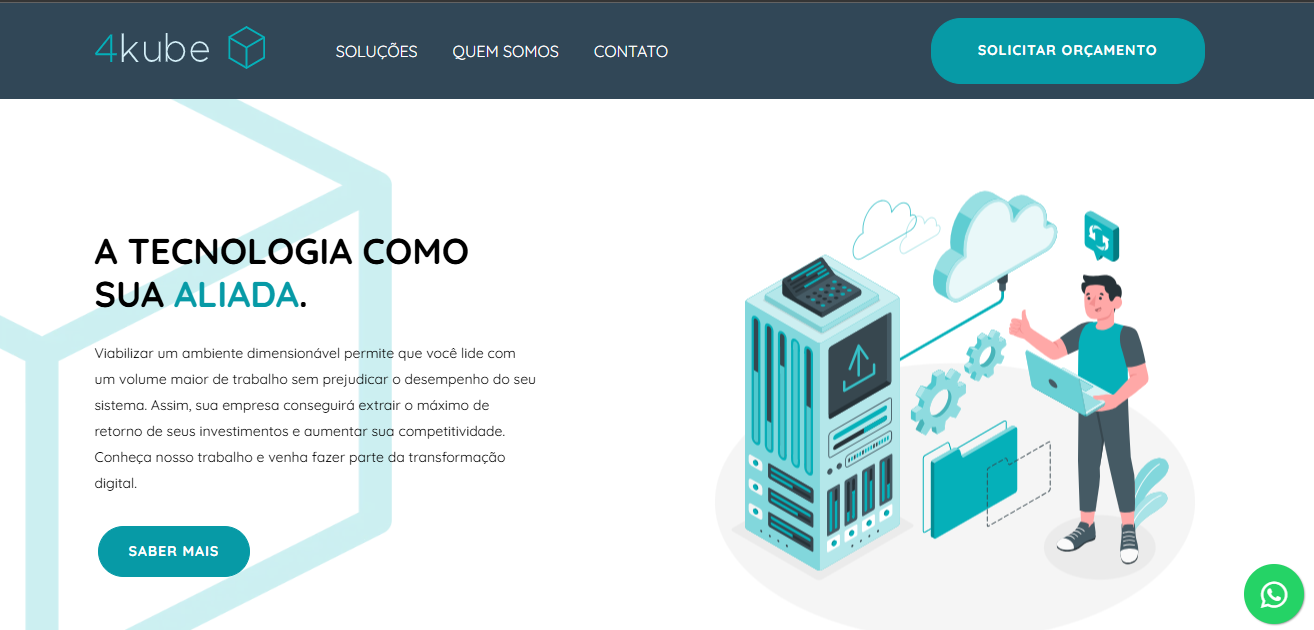 4kube
SOLUÇÕES
QUEM SOMOS
CONTATO
SOLICITAR ORÇAMENTO
A TECNOLOGIA COMO
SUA ALIADA.
Viabilizar um ambiente dimensionável permite que você lide com
um volume maior de trabalho sem prejudicar o desempenho do seu
sistema. Assim, sua empresa conseguirá extrair o máximo de
retorno de seus investimentos e aumentar sua competitividade.
Conheça nosso trabalho e venha fazer parte da transformação
digital.
SABER MAIS